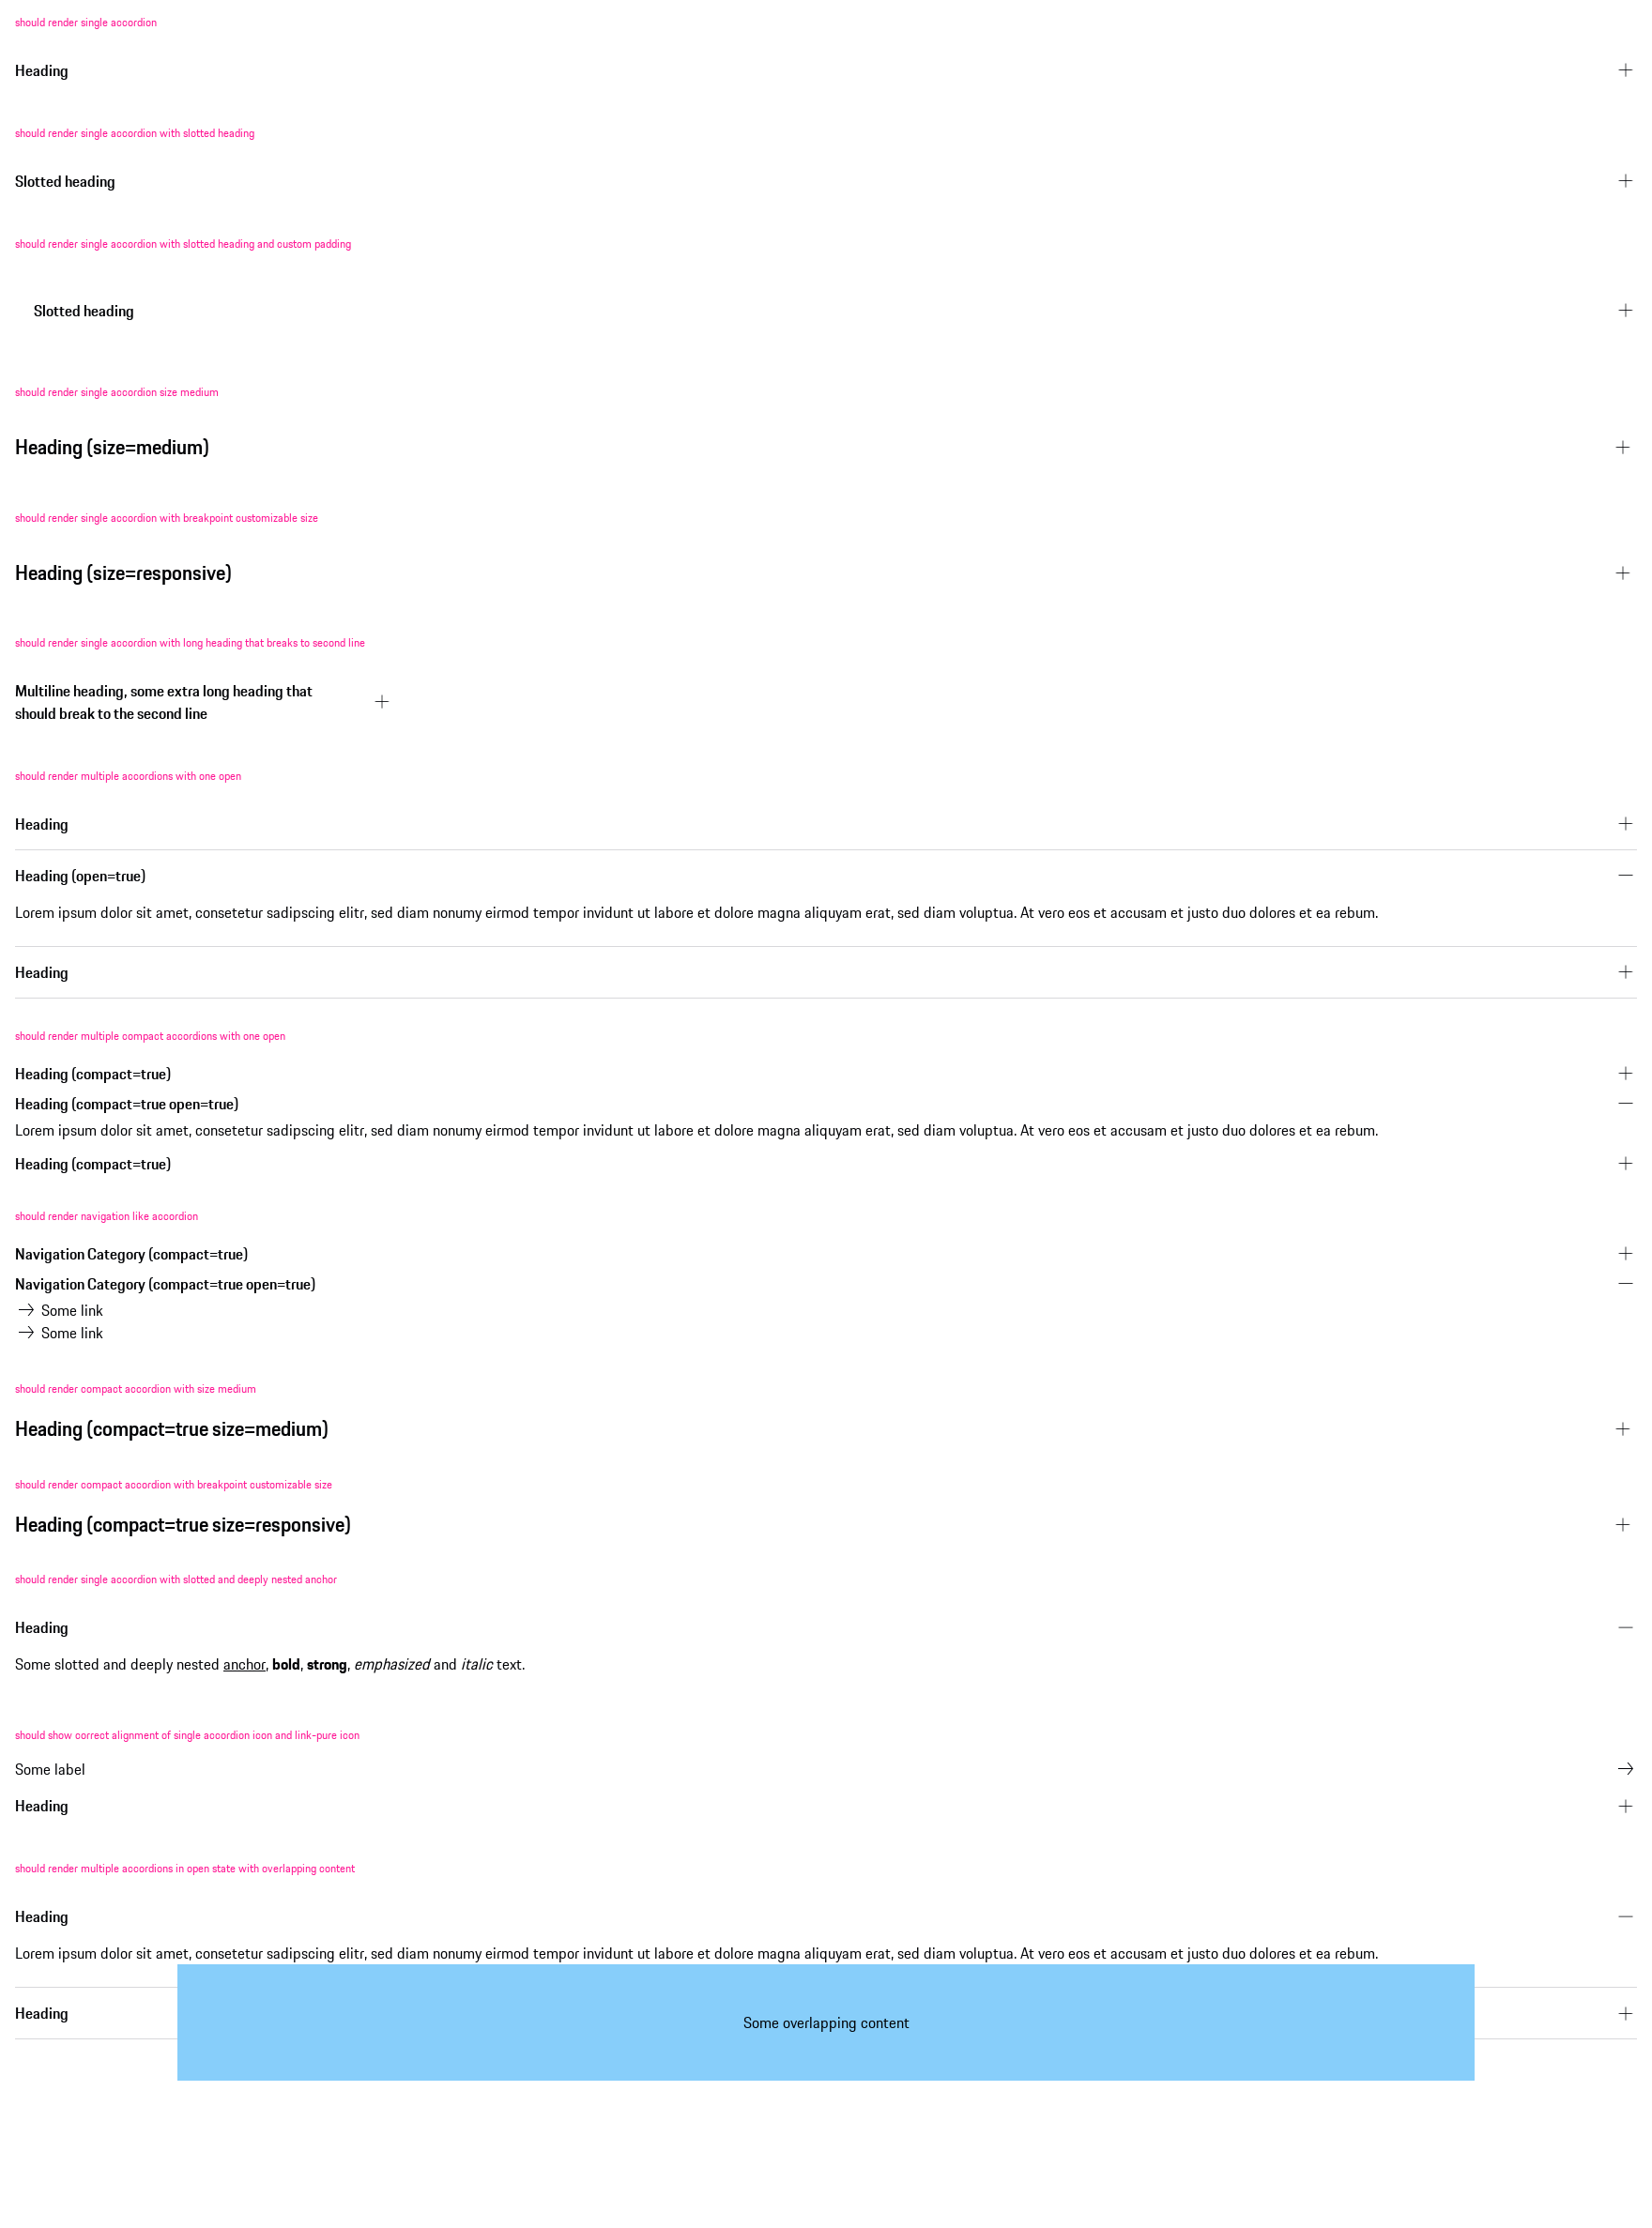 should render single accordion
Heading
should render single accordion with slotted heading
Slotted heading
should render single accordion with slotted heading and custom padding
Slotted heading
should render single accordion size medium
Heading (size=medium)
should render single accordion with breakpoint customizable size
Heading (size=responsive)
should render single accordion with long heading that breaks to second line
Multiline heading, some extra long heading that
should break to the second line
should render multiple accordions with one open
Heading
Heading (open=true)
Lorem ipsum dolor sit amet, consetetur sadipscing elitr, sed diam nonumy eirmod tempor invidunt ut labore et dolore magna aliquyam erat, sed diam voluptua. At vero eos et accusam et justo duo dolores et ea rebum.
Heading
should render multiple compact accordions with one open
Heading (compact=true)
Heading (compact=true open=true)
Lorem ipsum dolor sit amet, consetetur sadipscing elitr, sed diam nonumy eirmod tempor invidunt ut labore et dolore magna aliquyam erat, sed diam voluptua. At vero eos et accusam et justo duo dolores et ea rebum.
Heading (compact=true)
should render navigation like accordion
Navigation Category (compact=true)
Navigation Category (compact=true open=true)
Some link
Some link
should render compact accordion with size medium
Heading (compact=true size=medium)
should render compact accordion with breakpoint customizable size
Heading (compact=true size=responsive)
should render single accordion with slotted and deeply nested anchor
Heading
Some slotted and deeply nested anchor, bold, strong, emphasized and italic text.
should show correct alignment of single accordion icon and link-pure icon
Some label
Heading
should render multiple accordions in open state with overlapping content
Heading
Lorem ipsum dolor sit amet, consetetur sadipscing elitr, sed diam nonumy eirmod tempor invidunt ut labore et dolore magna aliquyam erat, sed diam voluptua. At vero eos et accusam et justo duo dolores et ea rebum.
Heading
Some overlapping content